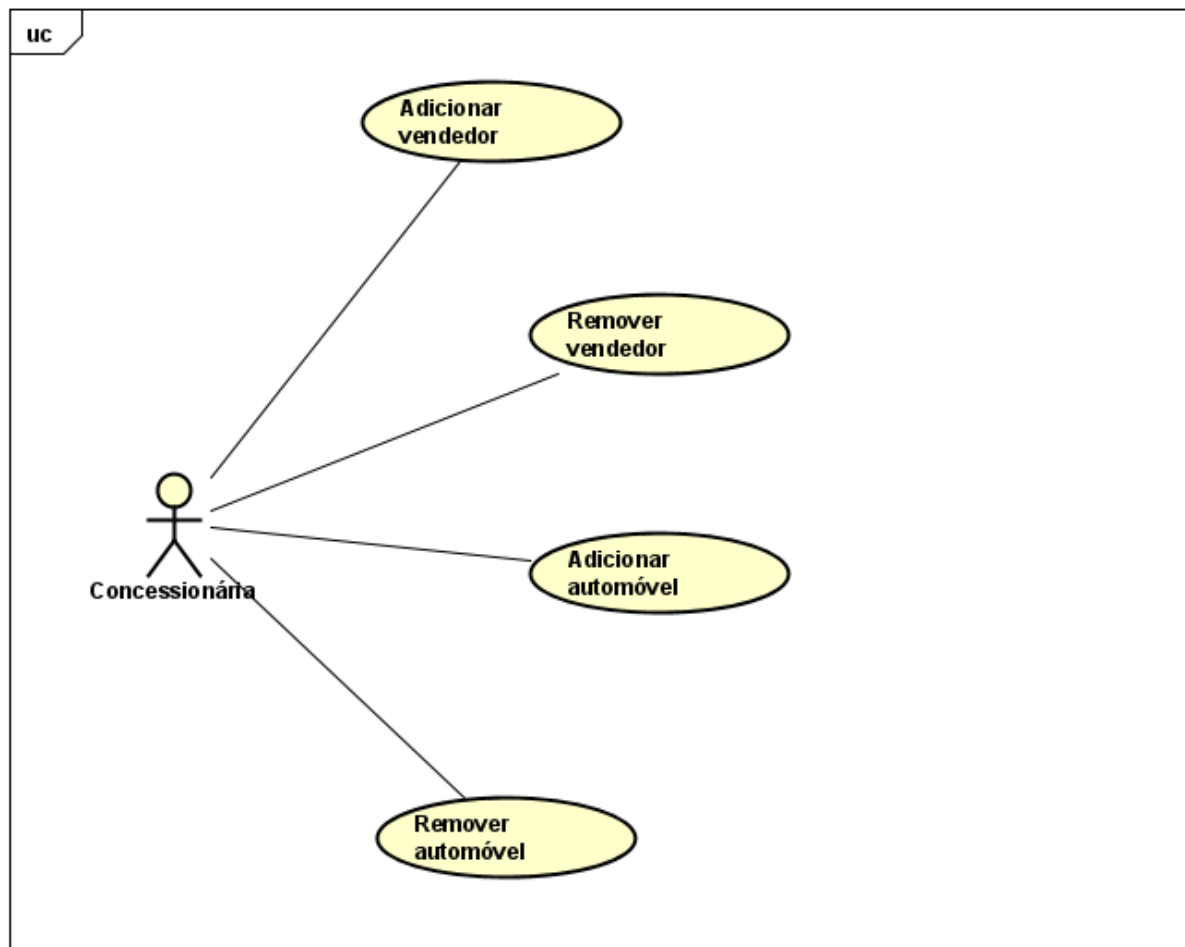 uc
Adicionar
vendedor
Remover
vendedor
Adicionar
automóvel
Concessionária
Remover
automóvel